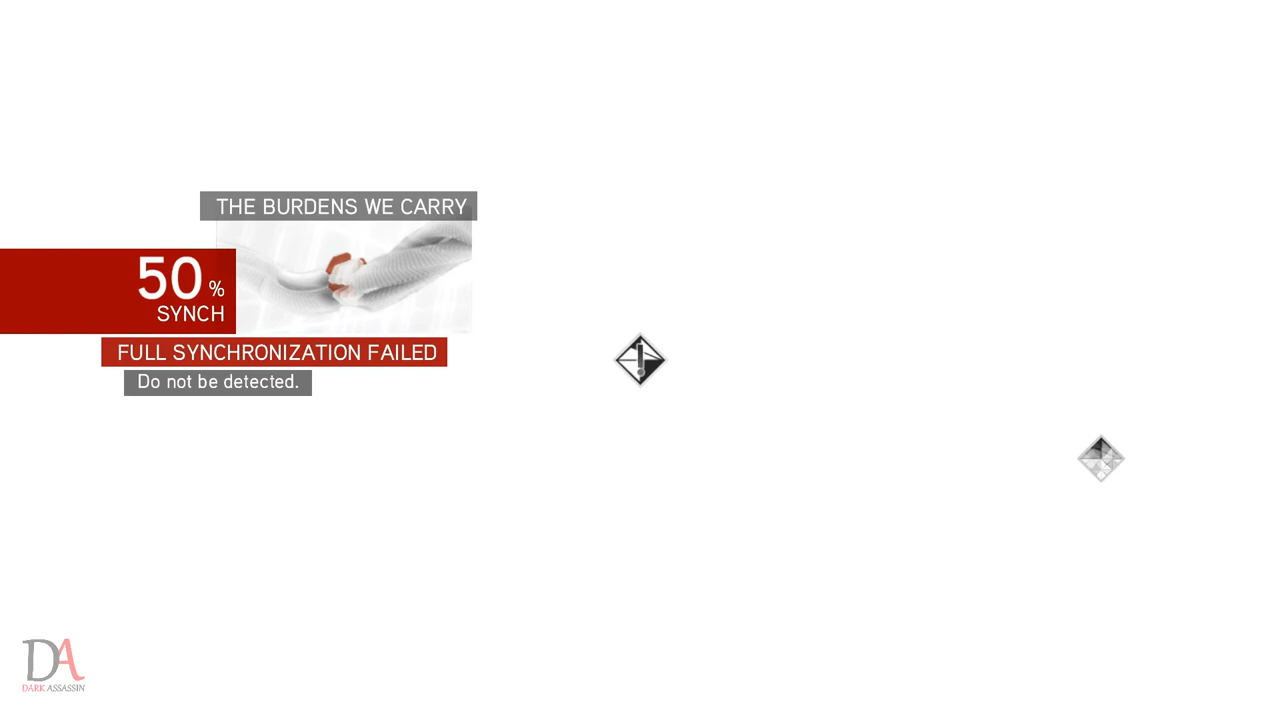 THE BURDENS WE CARRY
50 %
SYNCH
FULL SYNCHRONIZATION FAILED
Do not be detected.
DA
DARK ASSASSIN